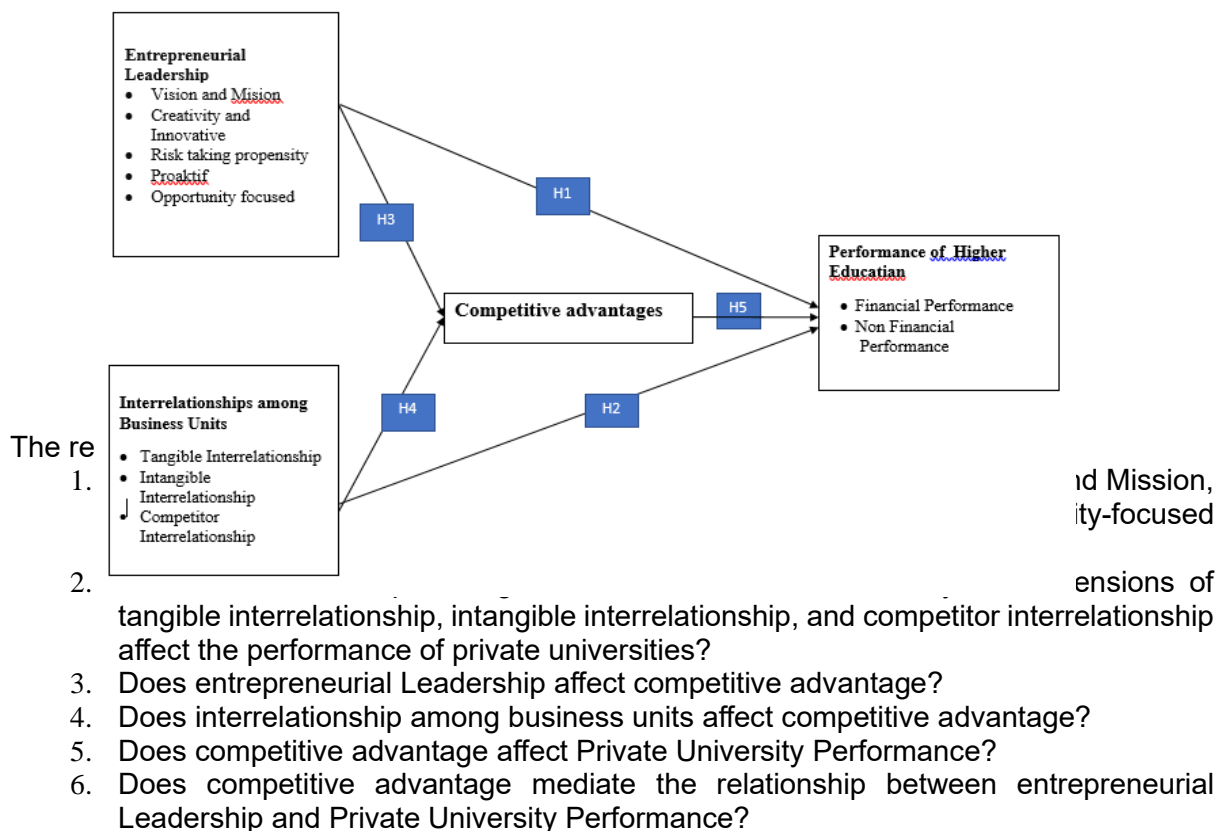 Entrepreneurial
Leadership
• Vision and Mision
• Creativity and
Innovative
• Risk taking propensity
• Proaktif
• Opportunity focused
H1
H3
Performance of Higher
Educatian
• Financial Performance
• Non Financial
Performance
Competitive advantages
H5
H4
H2
Interrelationships among
Business Units
• Tangible Interrelationship
• Intangible
Interrelationship
• Competitor
Interrelationship
The re
1. nd Mission,
ity-focused
2. ensions of
tangible interrelationship, intangible interrelationship, and competitor interrelationship
affect the performance of private universities?
3. Does entrepreneurial Leadership affect competitive advantage?
4. Does interrelationship among business units affect competitive advantage?
5. Does competitive advantage affect Private University Performance?
6. Does competitive advantage mediate the relationship between entrepreneurial
Leadership and Private University Performance?